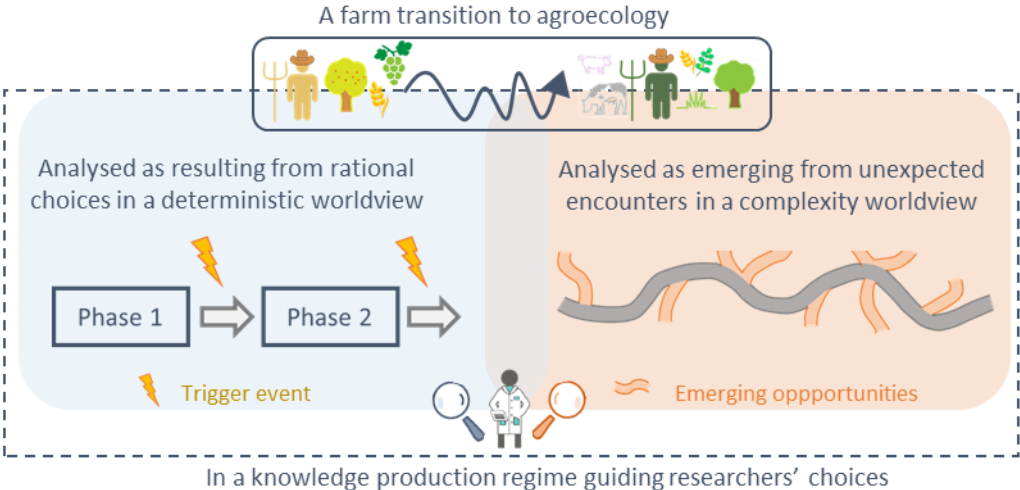 A farm transition to agroecology
Analysed as resulting from rational
choices in a deterministic worldview
Analysed as emerging from unexpected
encounters in a complexity worldview
Phase 1
Phase 2
Trigger event
Emerging oppportunities
In a knowledge production regime guiding researchers’ choices